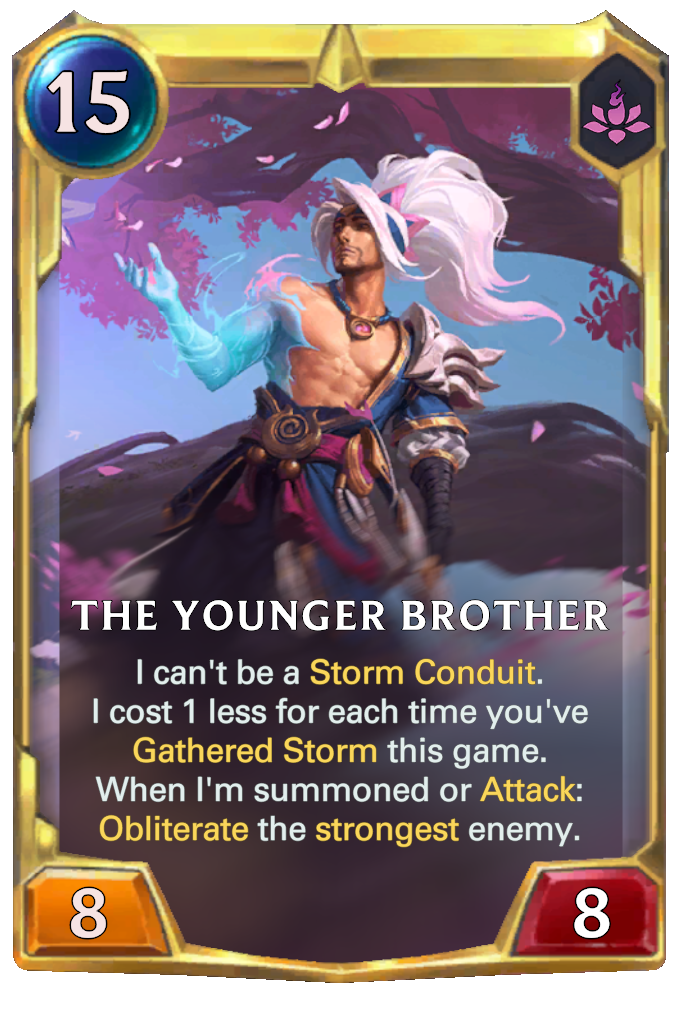 15
THE YOUNGER BROTHER
I can't be a Storm Conduit.
I cost 1 less for each time you've
Gathered Storm this game.
When I'm summoned or Attack:
Obliterate the strongest enemy.
8 8